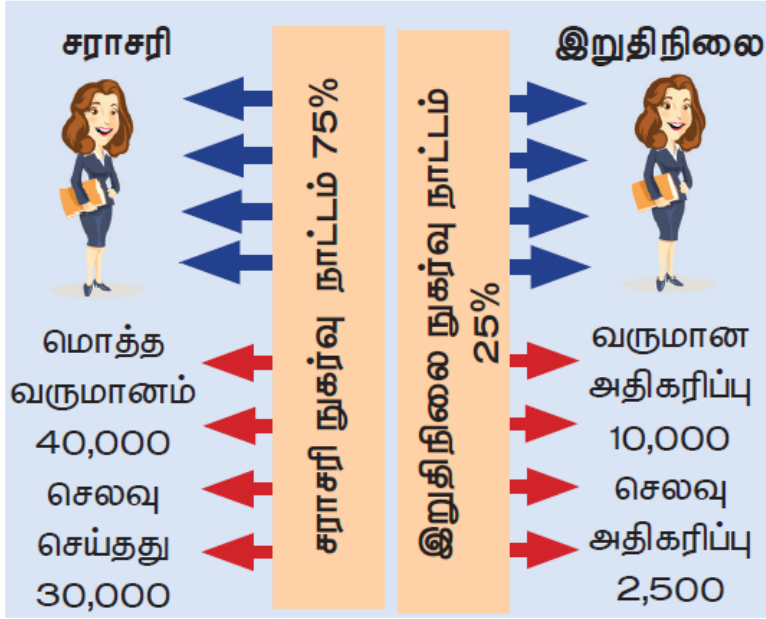 சராசரி
மொத்த
வருமானம்
40,000
செலவு
செய்தது
30,000
சராசரி நுகர்வு நாட்டம் 75%
இறுதிநிலை நுகர்வு நாட்டம்
25%
இறுதிநிலை
வருமான
அதிகரிப்பு
10,000
செலவு
அதிகரிப்பு
2,500